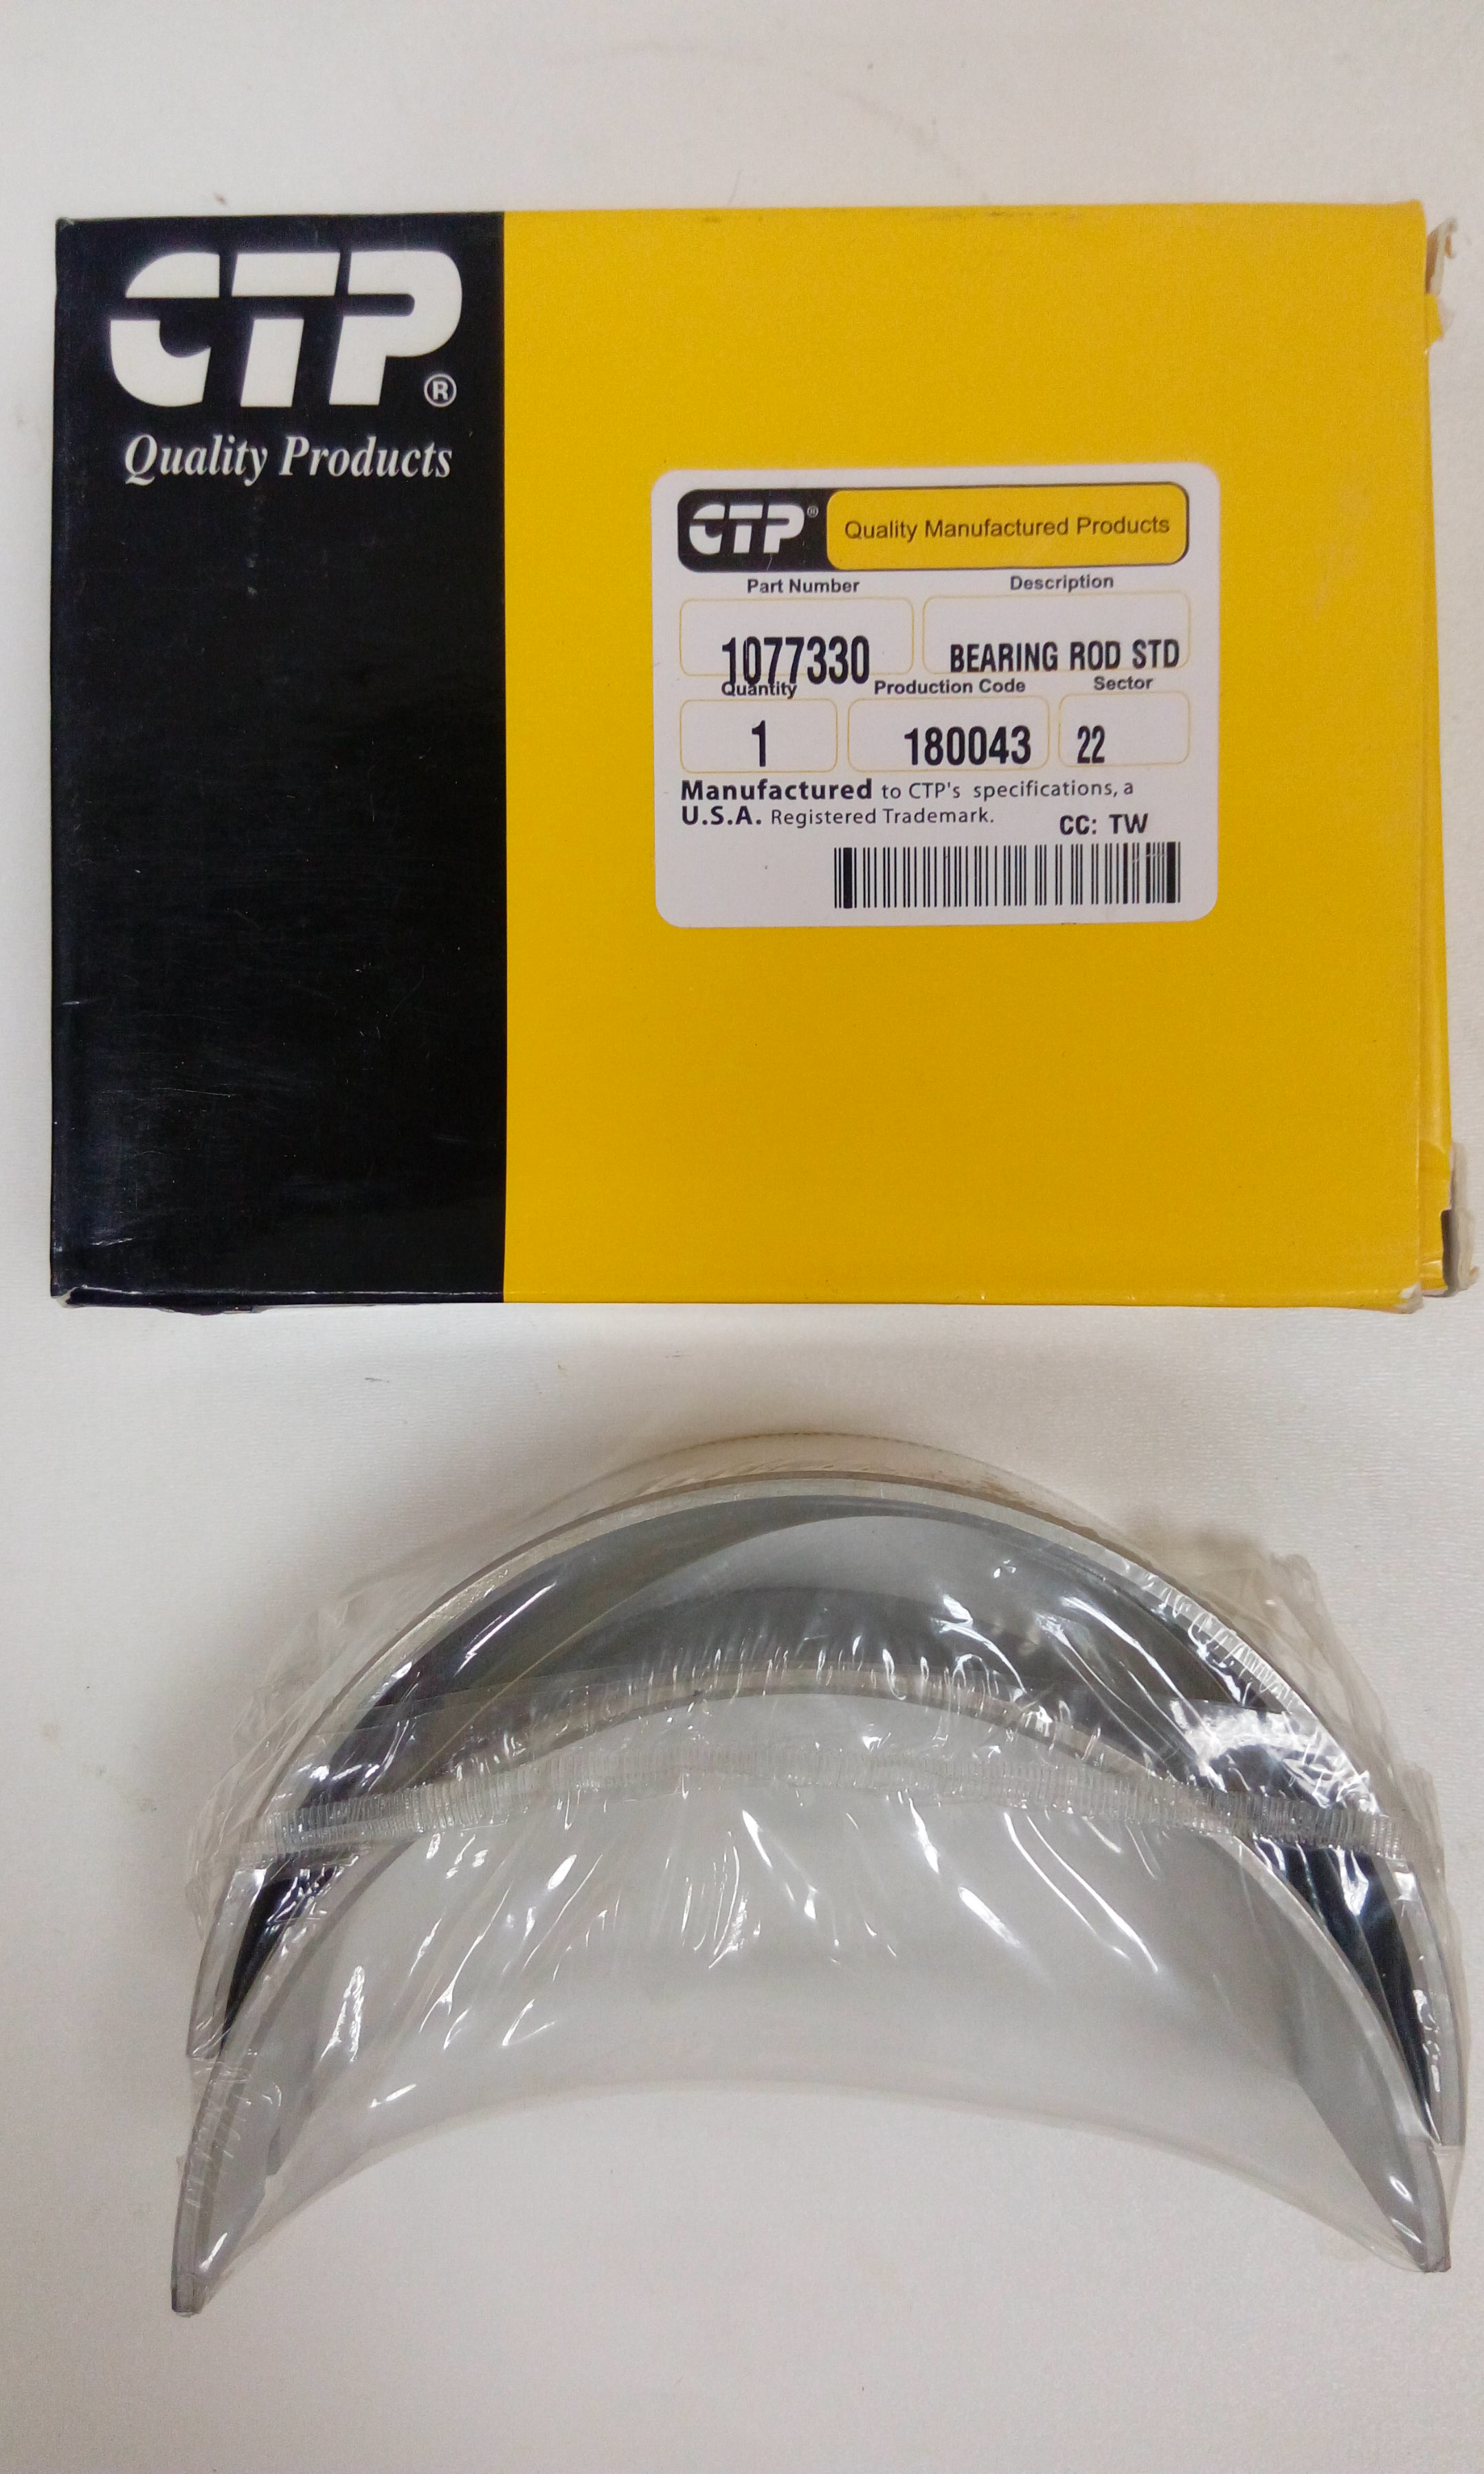 CTP®
Quality Products
CTP® Quality Manufactured Products
Part Number Description
1077330 BEARING ROD STD
Quantity Production Code Sector
1 180043 22
Manufactured to CTP's specifications, a
U.S.A. Registered Trademark.
CC: TW